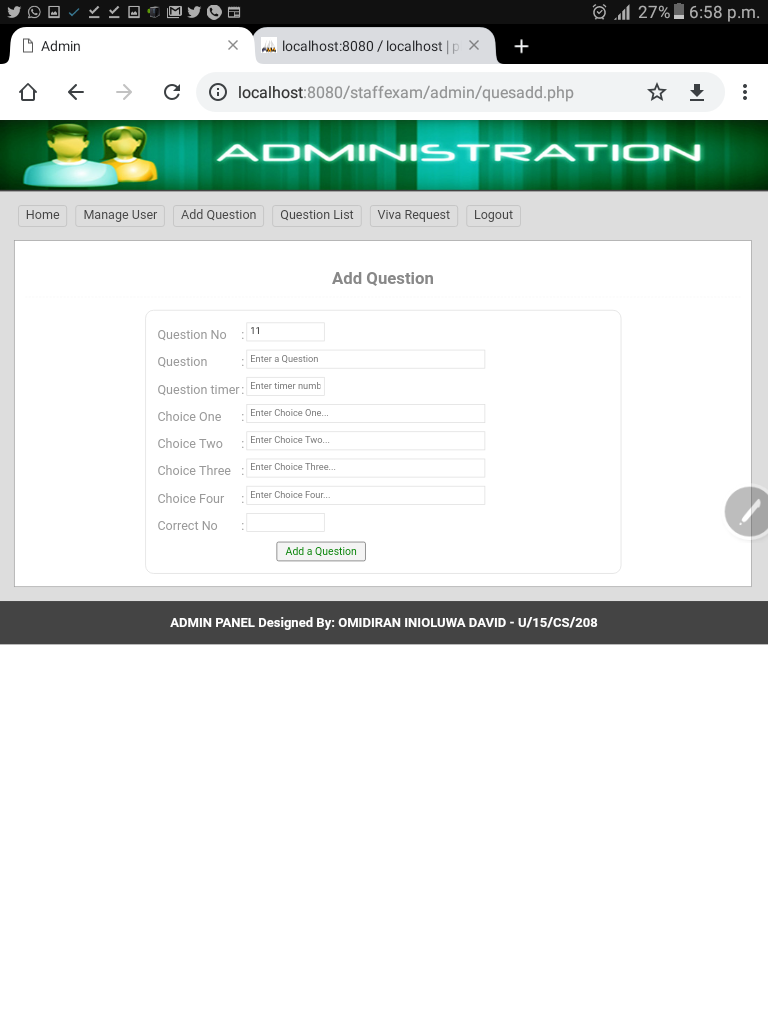 27% 6:58 p.m.
Admin
localhost:8080 / localhost | p
localhost:8080/staffexam/admin/quesadd.php
ADMINISTRATION
Home Manage User Add Question Question List Viva Request Logout
Add Question
Question No : 11
Question : Enter a Question
Question timer : Enter timer numb
Choice One : Enter Choice One...
Choice Two : Enter Choice Two...
Choice Three : Enter Choice Three...
Choice Four : Enter Choice Four...
Correct No :
Add a Question
ADMIN PANEL Designed By: OMIDIRAN INIOLUWA DAVID - U/15/CS/208